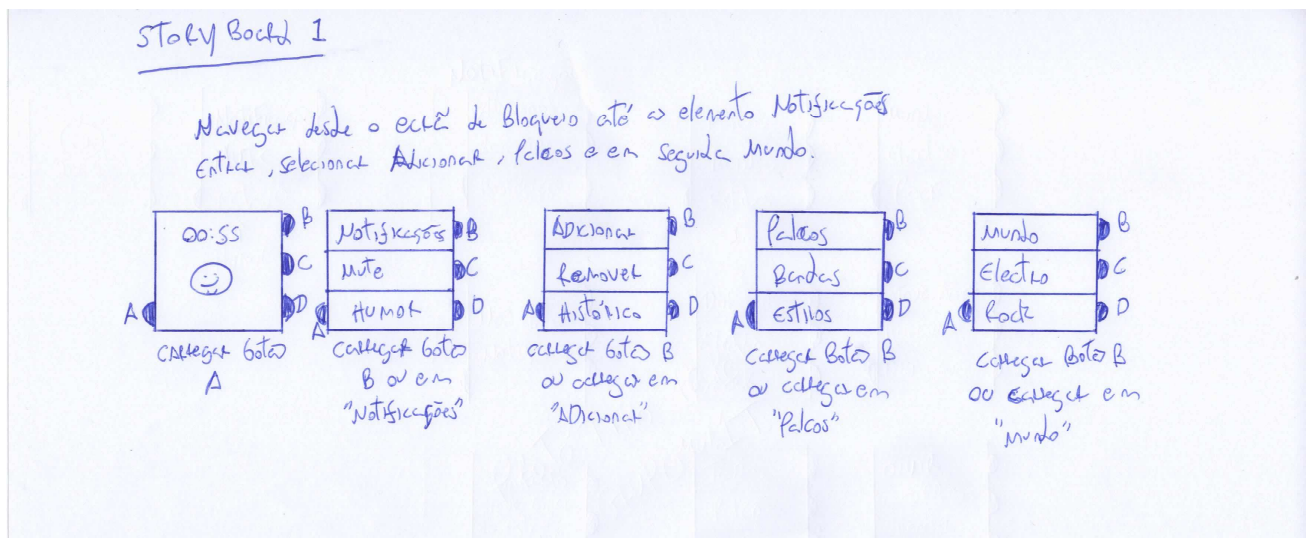 STORYBoard 1
Navegar desde o ecrã de Bloqueio até ao elemento Notificações
Entrar, selecionar Adicionar, Palcos e em seguida Mundo.
00:55
B
C
D
A
carregar botão
A
Notificações B
Mute C
Humor D
A
carregar botão
B ou em
"Notificações"
Adicionar B
Remover C
A Histórico D
carregar botão B
ou carregar em
"Adicionar"
Palcos B
Bandas C
A Estilos D
carregar Botão B
ou carregar em
"Palcos"
Mundo B
Electro C
A Rock D
carregar Botão B
ou carregar em
"Mundo"